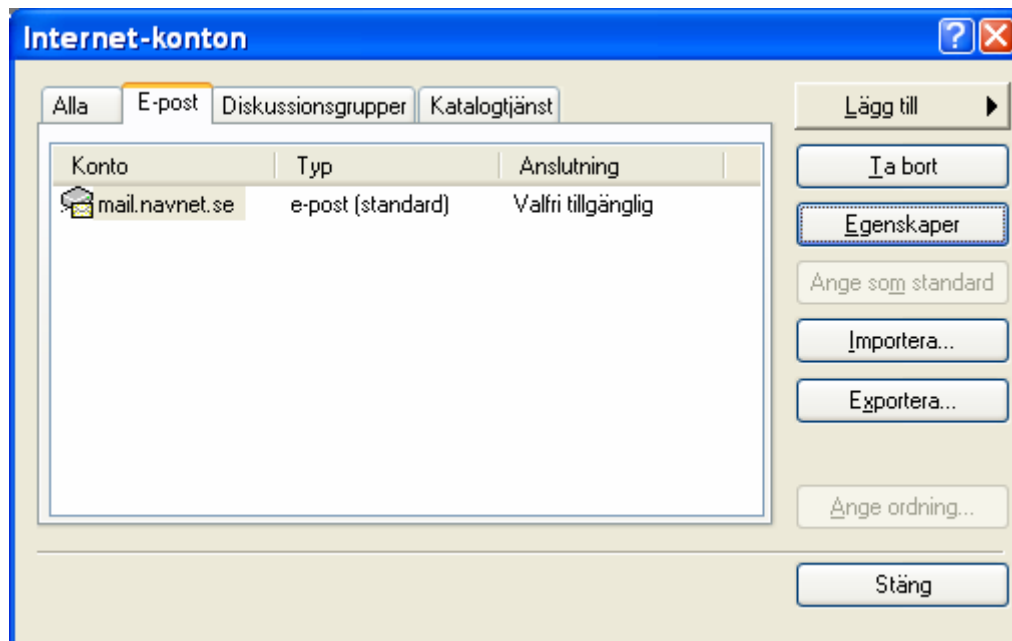 Internet-konton
Alla E-post Diskussionsgrupper Katalogtjänst
Konto Typ Anslutning
mail.navnet.se e-post (standard) Valfri tillgänglig
Lägg till
Ta bort
Egenskaper
Ange som standard
Importera...
Exportera...
Ange ordning...
Stäng